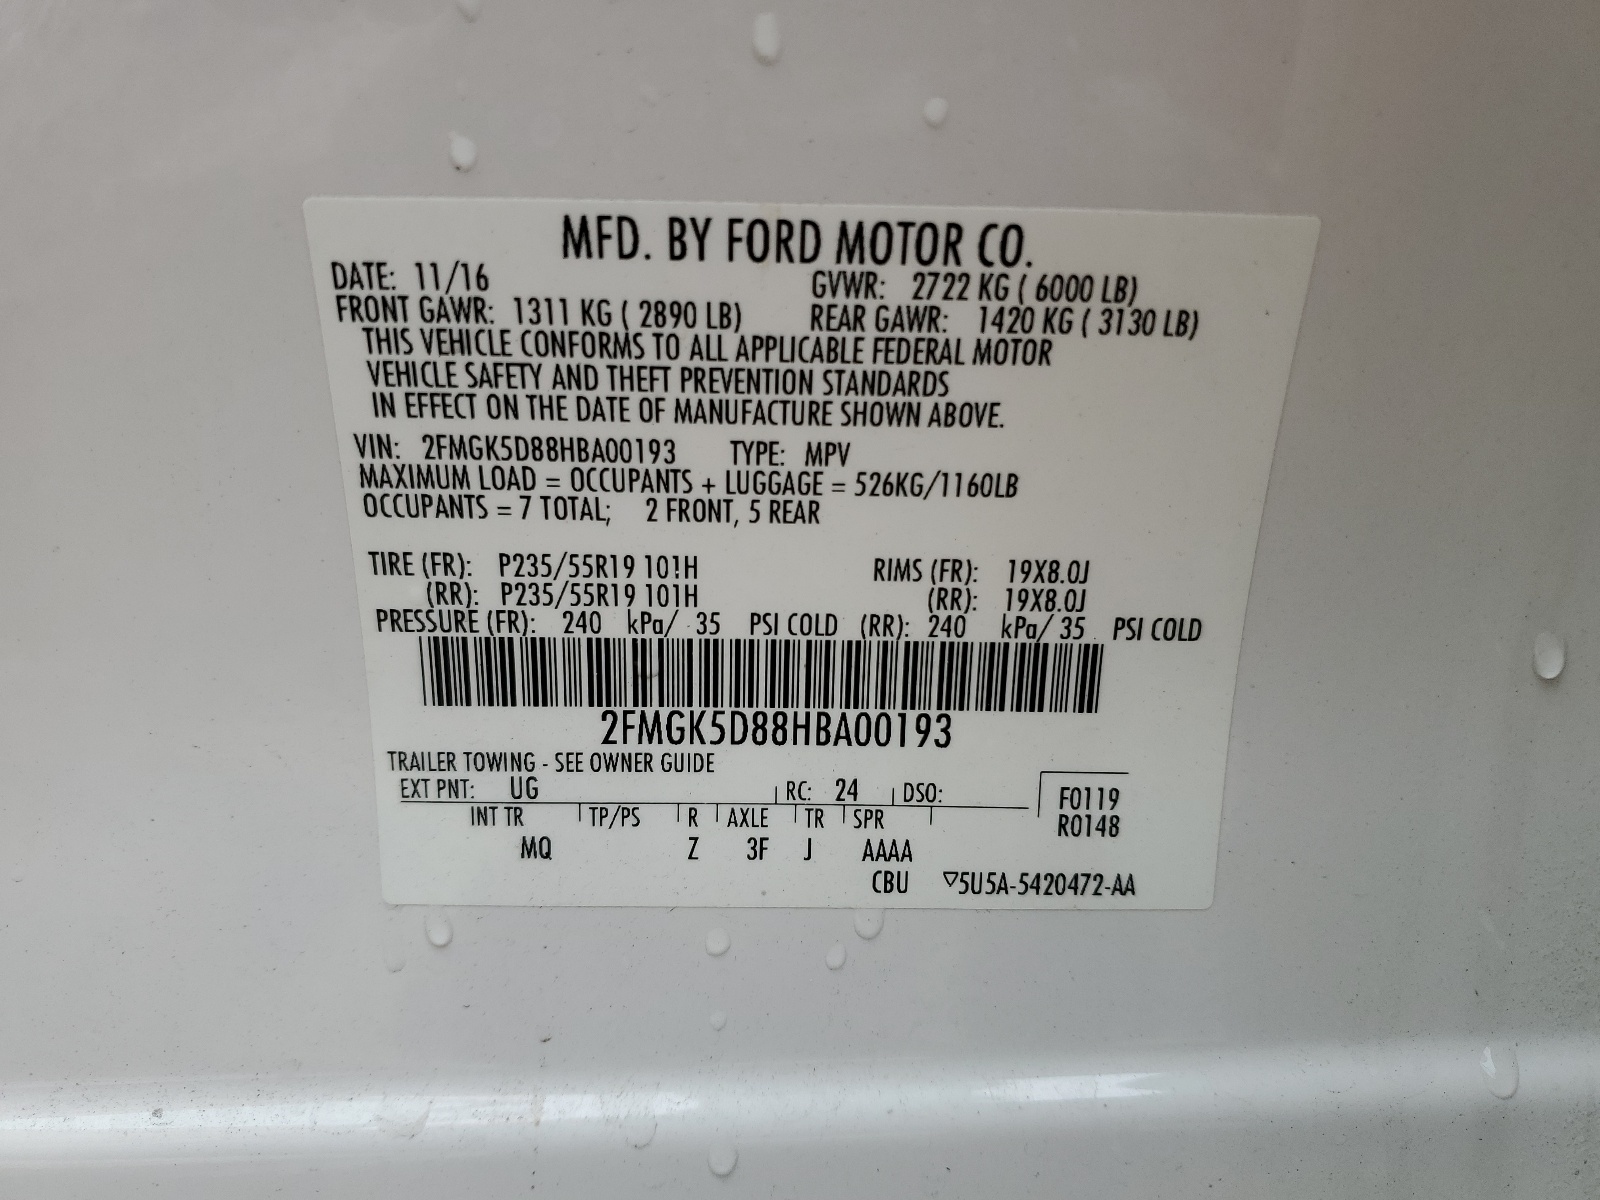 MFD. BY FORD MOTOR CO.
DATE: 11/16 GVWR: 2722 KG ( 6000 LB)
FRONT GAWR: 1311 KG ( 2890 LB) REAR GAWR: 1420 KG ( 3130 LB)
THIS VEHICLE CONFORMS TO ALL APPLICABLE FEDERAL MOTOR
VEHICLE SAFETY AND THEFT PREVENTION STANDARDS
IN EFFECT ON THE DATE OF MANUFACTURE SHOWN ABOVE.
VIN: 2FMGK5D88HBA00193 TYPE: MPV
MAXIMUM LOAD = OCCUPANTS + LUGGAGE = 526KG/1160LB
OCCUPANTS = 7 TOTAL; 2 FRONT, 5 REAR
TIRE (FR): P235/55R19 101H RIMS (FR): 19X8.0J
(RR): P235/55R19 101H (RR): 19X8.0J
PRESSURE (FR): 240 kPa/ 35 PSI COLD (RR): 240 kPa/ 35 PSI COLD
2FMGK5D88HBA00193
TRAILER TOWING - SEE OWNER GUIDE
EXT PNT: UG RC: 24 DSO: F0119
INT TR TP/PS R AXLE TR SPR R0148
MQ Z 3F J AAAA
CBU ▽5U5A-5420472-AA